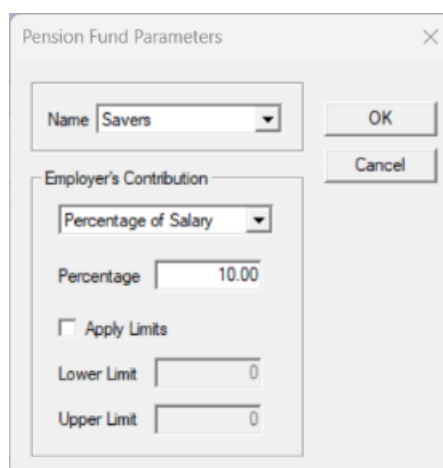 Pension Fund Parameters
Name Savers
OK
Cancel
Employer's Contribution
Percentage of Salary
Percentage 10.00
Apply Limits
Lower Limit 0
Upper Limit 0